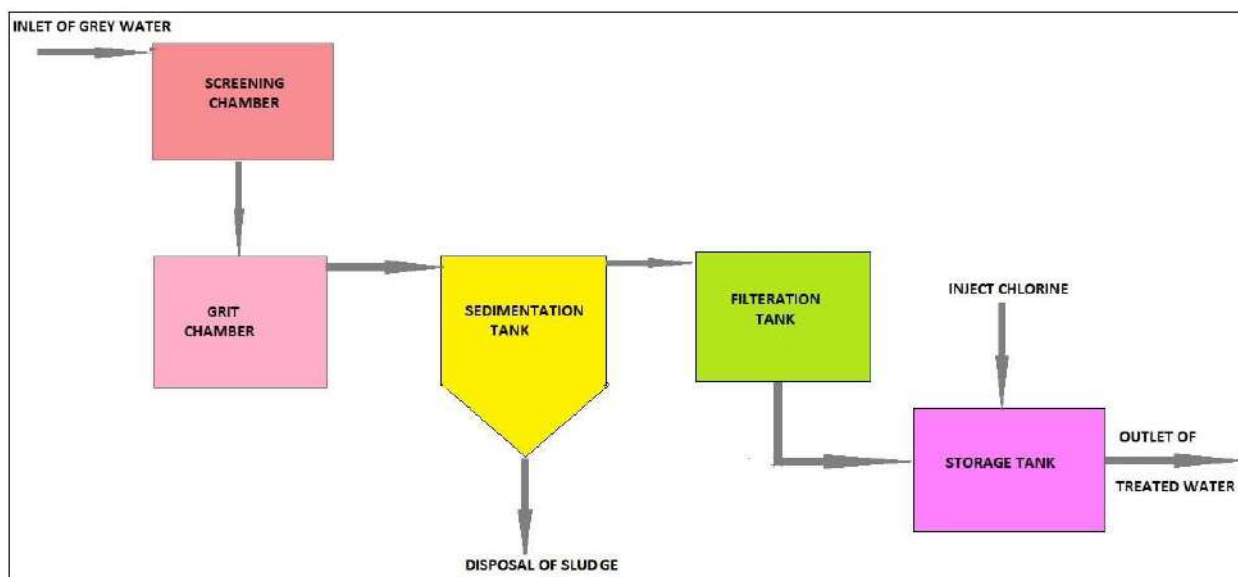 INLET OF GREY WATER
SCREENING
CHAMBER
GRIT
CHAMBER
SEDIMENTATION
TANK
FILTERATION
TANK
INJECT CHLORINE
STORAGE TANK
OUTLET OF
TREATED WATER
DISPOSAL OF SLUDGE